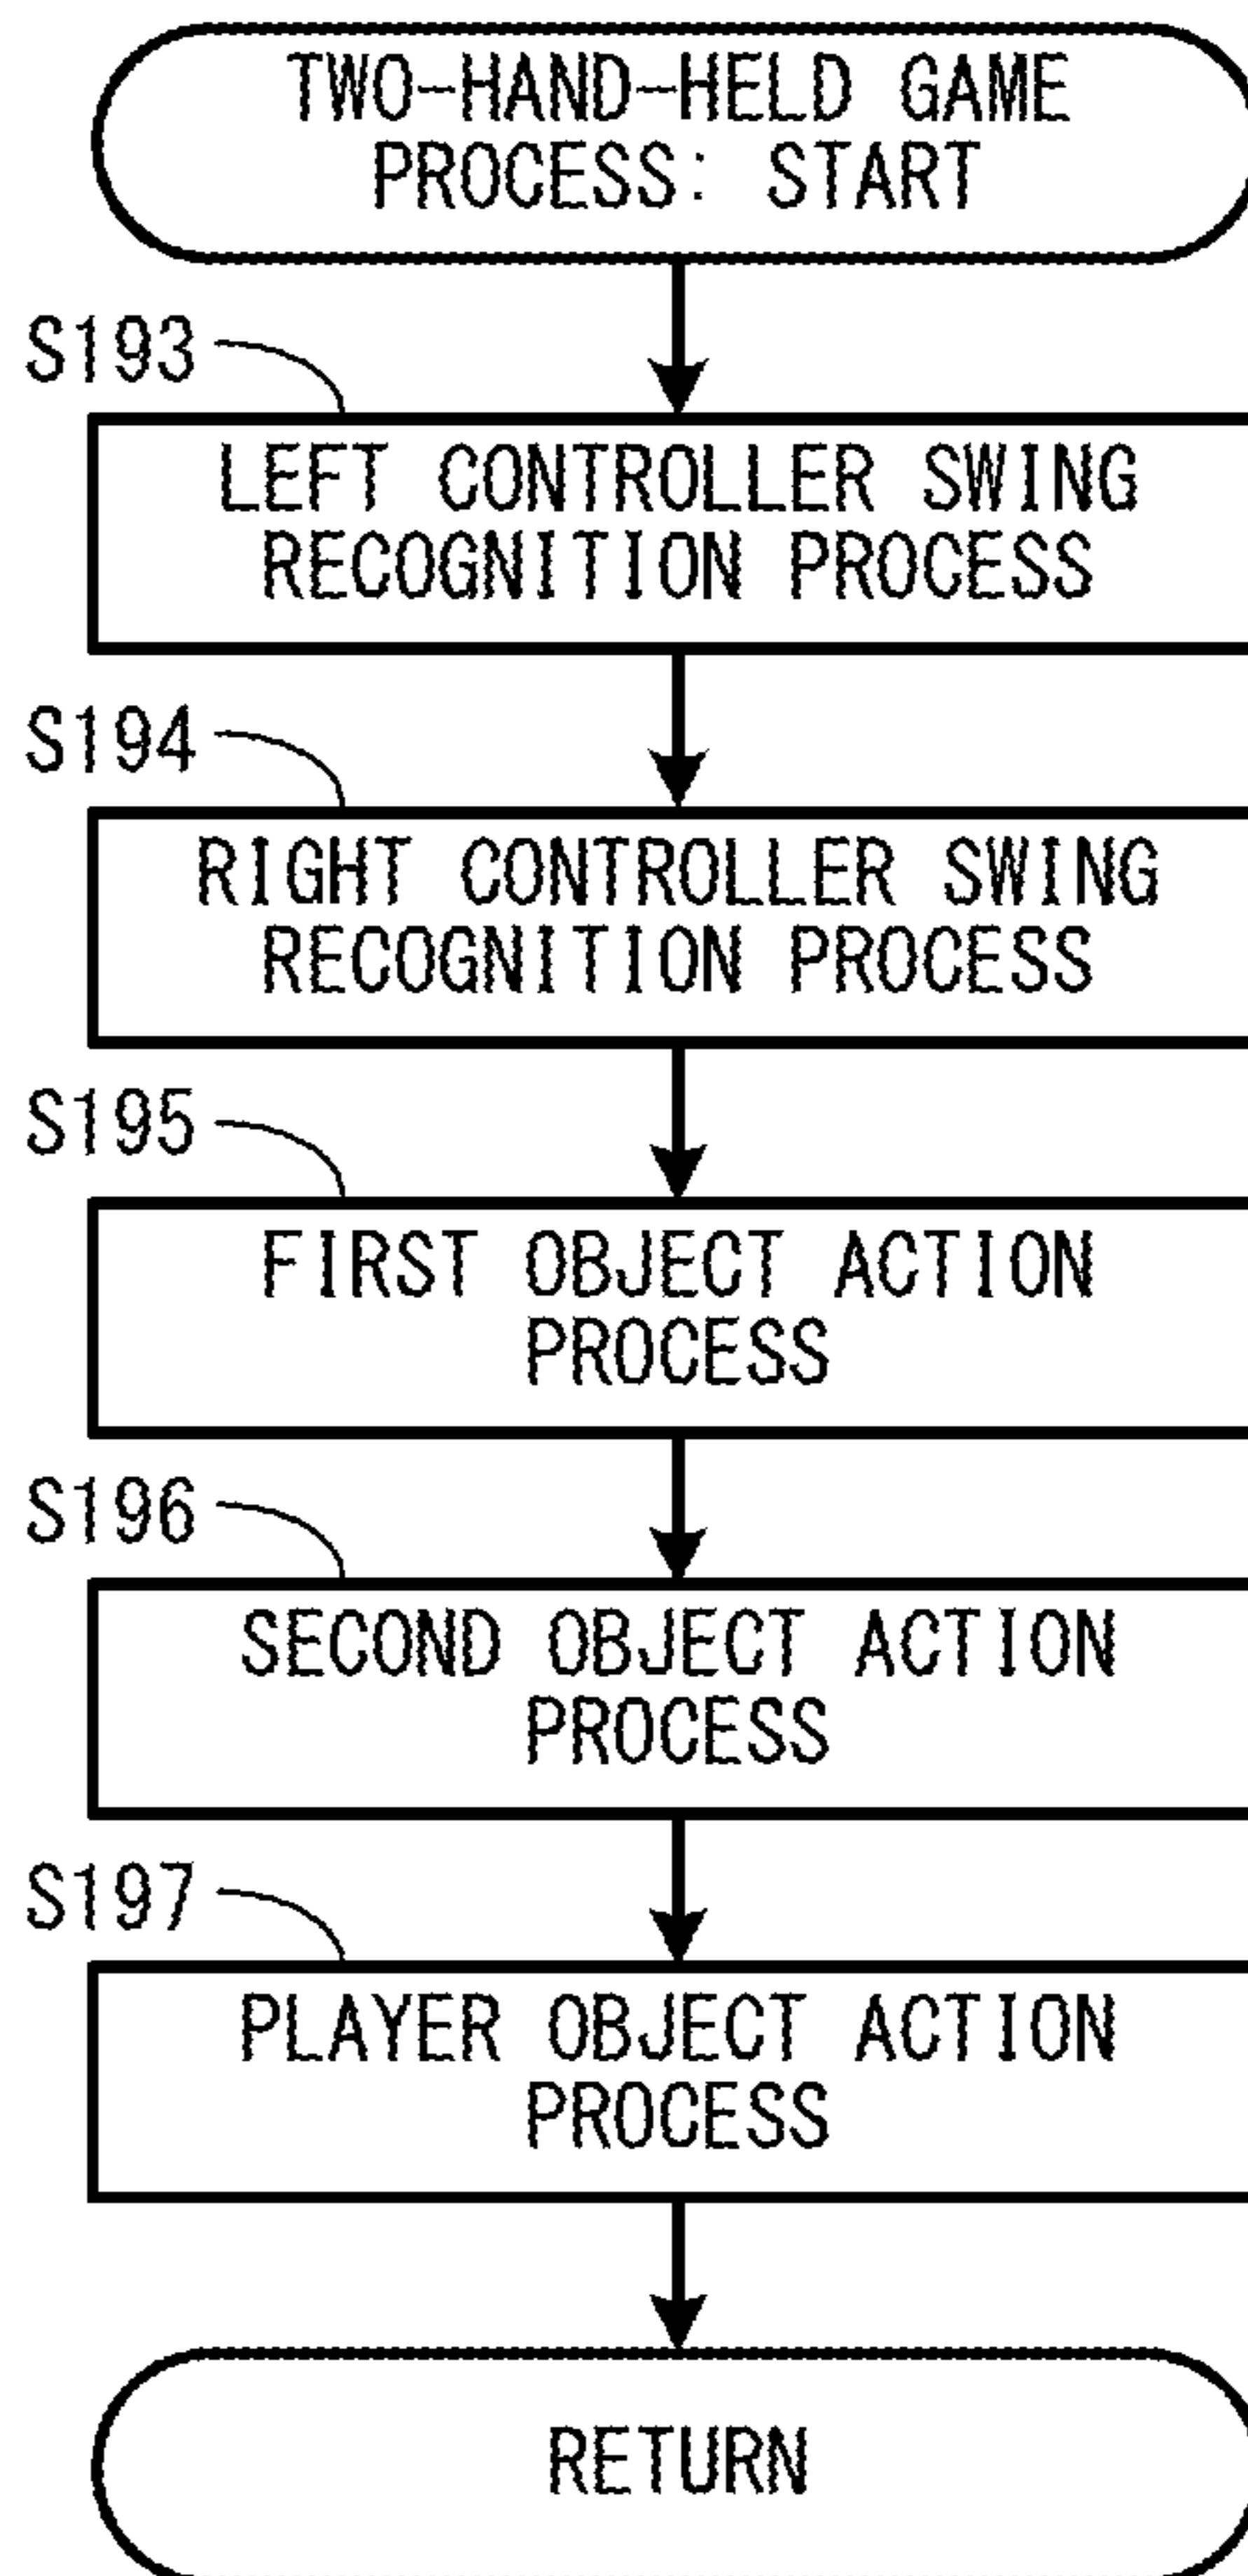 TWO-HAND-HELD GAME
PROCESS: START
S193
LEFT CONTROLLER SWING
RECOGNITION PROCESS
S194
RIGHT CONTROLLER SWING
RECOGNITION PROCESS
S195
FIRST OBJECT ACTION
PROCESS
S196
SECOND OBJECT ACTION
PROCESS
S197
PLAYER OBJECT ACTION
PROCESS
RETURN